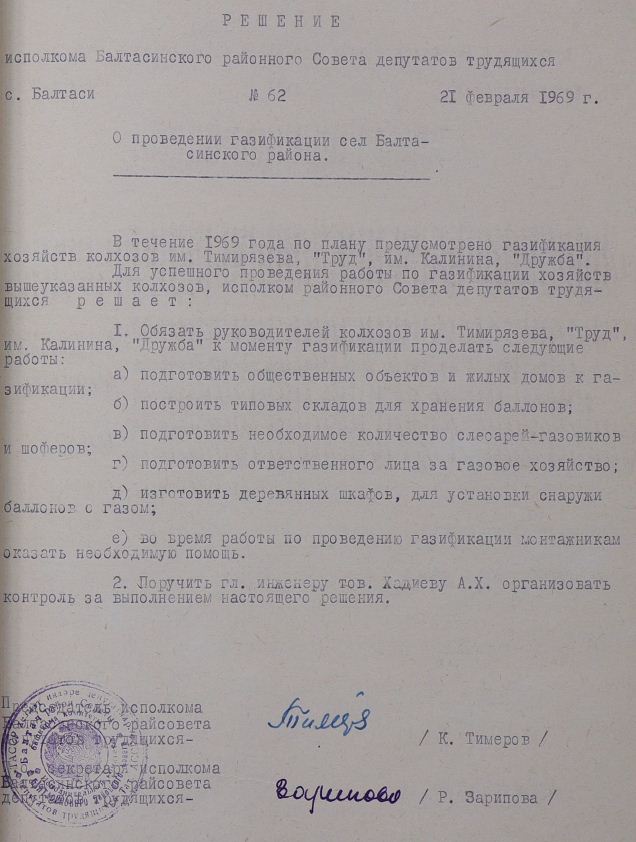 РЕШЕНИЕ
исполкома Балтасинского районного Совета депутатов трудящихся
с. Балтаси № 62 21 февраля 1969 г.
О проведении газификации сел Балта-
синского района.
В течение 1969 года по плану предусмотрено газификация
хозяйств колхозов им. Тимирязева, "Труд", им. Калинина, "Дружба".
Для успешного проведения работы по газификации хозяйств
вышеуказанных колхозов, исполком районного Совета депутатов трудя-
щихся решает:
1. Обязать руководителей колхозов им. Тимирязева, "Труд",
им. Калинина, "Дружба" к моменту газификации проделать следующие
работы:
а) подготовить общественных объектов и жилых домов к га-
зификации;
б) построить типовых складов для хранения баллонов;
в) подготовить необходимое количество слесарей-газовиков
и шоферов;
г) подготовить ответственного лица за газовое хозяйство;
д) изготовить деревянных шкафов, для установки снаружи
баллонов с газом;
е) во время работы по проведению газификации монтажникам
оказать необходимую помощь.
2. Поручить гл. инженеру тов. Хадиеву А.Х. организовать
контроль за выполнением настоящего решения.
Председатель исполкома
Балтасинского райсовета
депутатов трудящихся- / К. Тимеров /
секретарь исполкома
Балтасинского райсовета
депутатов трудящихся- Зарипова / Р. Зарипова /